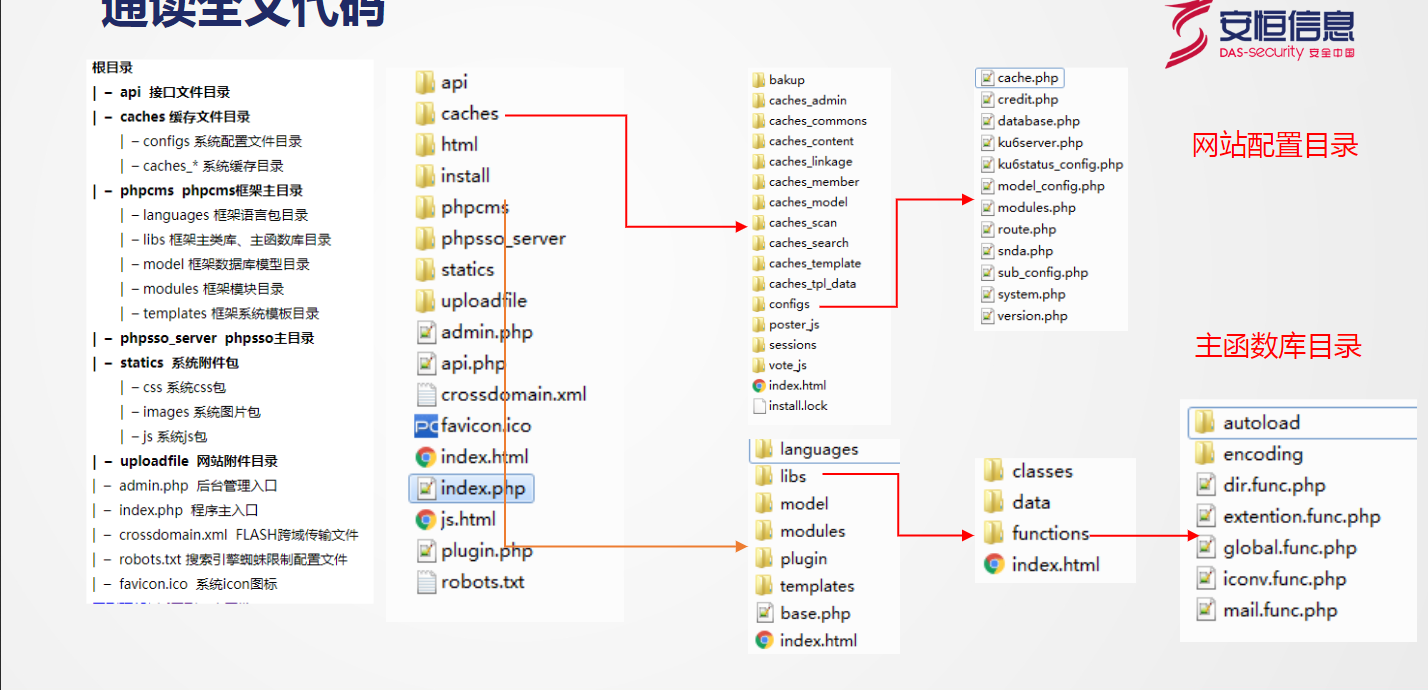 通读全文代码
安恒信息
DAS-security 安全中国
根目录
| – api 接口文件目录
| – caches 缓存文件目录
| – configs 系统配置文件目录
| – caches_* 系统缓存目录
| – phpcms phpcms框架主目录
| – languages 框架语言包目录
| – libs 框架主类库、主函数库目录
| – model 框架数据库模型目录
| – modules 框架模块目录
| – templates 框架系统模板目录
| – phpsso_server phpsso主目录
| – statics 系统附件包
| – css 系统css包
| – images 系统图片包
| – js 系统js包
| – uploadfile 网站附件目录
| – admin.php 后台管理入口
| – index.php 程序主入口
| – crossdomain.xml FLASH跨域传输文件
| – robots.txt 搜索引擎蜘蛛限制配置文件
| – favicon.ico 系统icon图标
api
caches
html
install
phpcms
phpsso_server
statics
uploadfile
admin.php
api.php
crossdomain.xml
PC
favicon.ico
index.html
index.php
js.html
plugin.php
robots.txt
bakup
caches_admin
caches_commons
caches_content
caches_linkage
caches_member
caches_model
caches_scan
caches_search
caches_template
caches_tpl_data
configs
poster_js
sessions
vote_js
index.html
install.lock
languages
libs
model
modules
plugin
templates
base.php
index.html
cache.php
credit.php
database.php
ku6server.php
ku6status_config.php
model_config.php
modules.php
route.php
snda.php
sub_config.php
system.php
version.php
classes
data
functions
index.html
网站配置目录
主函数库目录
autoload
encoding
dir.func.php
extention.func.php
global.func.php
iconv.func.php
mail.func.php